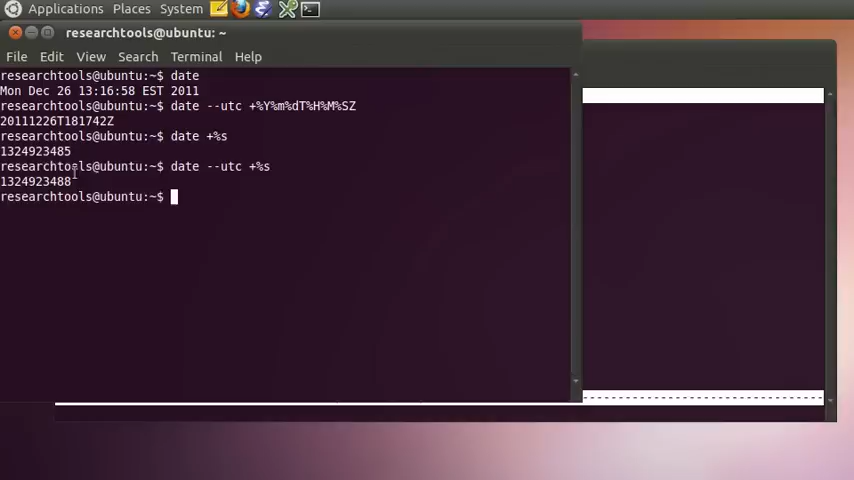 Applications Places System
researchtools@ubuntu: ~
File Edit View Search Terminal Help
researchtools@ubuntu:~$ date
Mon Dec 26 13:16:58 EST 2011
researchtools@ubuntu:~$ date --utc +%Y%m%dT%H%M%SZ
20111226T181742Z
researchtools@ubuntu:~$ date +%s
1324923485
researchtools@ubuntu:~$ date --utc +%s
1324923488
researchtools@ubuntu:~$